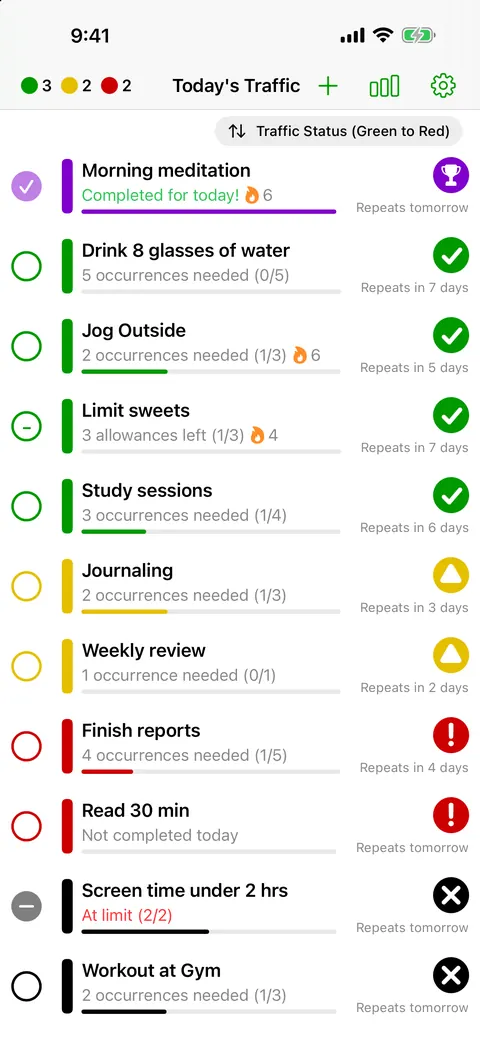 9:41
3 2 2 Today's Traffic
Traffic Status (Green to Red)
Morning meditation
Completed for today! 6
Repeats tomorrow
Drink 8 glasses of water
5 occurrences needed (0/5)
Repeats in 7 days
Jog Outside
2 occurrences needed (1/3) 6
Repeats in 5 days
Limit sweets
3 allowances left (1/3) 4
Repeats in 7 days
Study sessions
3 occurrences needed (1/4)
Repeats in 6 days
Journaling
2 occurrences needed (1/3)
Repeats in 3 days
Weekly review
1 occurrence needed (0/1)
Repeats in 2 days
Finish reports
4 occurrences needed (1/5)
Repeats in 4 days
Read 30 min
Not completed today
Repeats tomorrow
Screen time under 2 hrs
At limit (2/2)
Repeats tomorrow
Workout at Gym
2 occurrences needed (1/3)
Repeats tomorrow